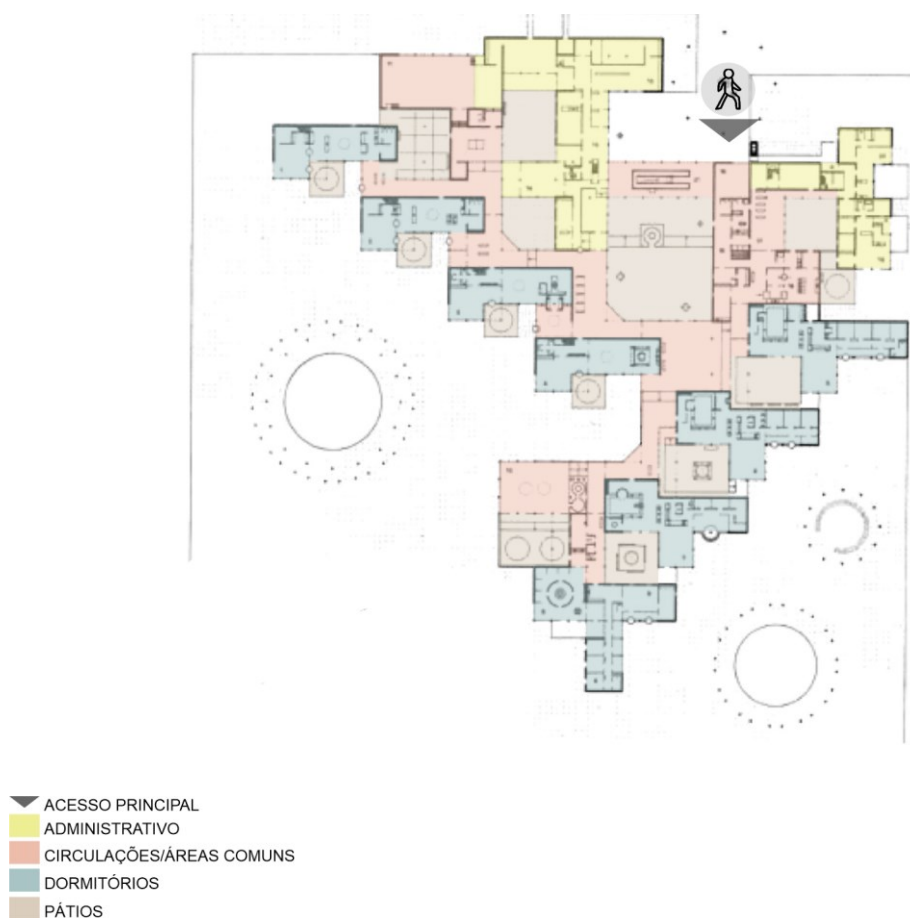 ACESSO PRINCIPAL
ADMINISTRATIVO
CIRCULAÇÕES/ÁREAS COMUNS
DORMITÓRIOS
PÁTIOS